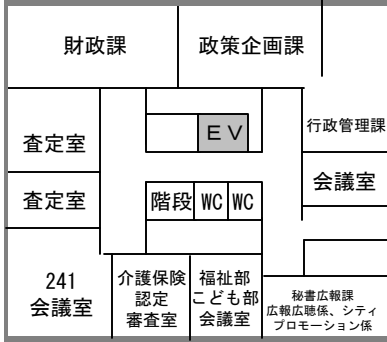 財政課
政策企画課
ＥＶ
行政管理課
査定室
会議室
査定室
階段
WC
WC
241
会議室
介護保険
認定
審査室
福祉部
こども部
会議室
秘書広報課
広報広聴係、シティ
プロモーション係